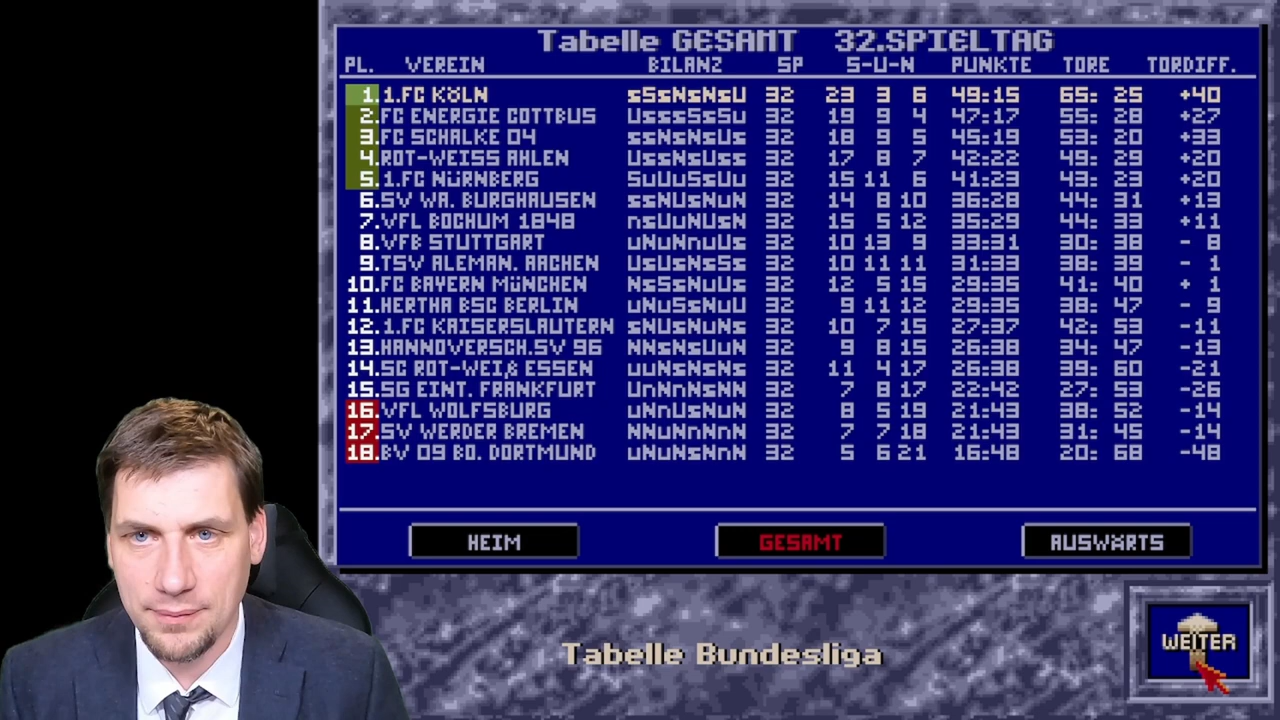 Tabelle GESAMT 32.SPIELTAG
PL. VEREIN BILANZ SP S-U-N PUNKTE TORE TORDIFF.
1. 1.FC KÖLN sSsNsNsU 32 23 3 6 49:15 65: 25 +40
2. FC ENERGIE COTTBUS UsssSsSu 32 19 9 4 47:17 55: 28 +27
3. FC SCHALKE 04 ssNsNsUs 32 18 9 5 45:19 53: 20 +33
4. ROT-WEISS AHLEN UssNsUss 32 17 8 7 42:22 49: 29 +20
5. 1.FC NüRNBERG SuUuSsUu 32 15 11 6 41:23 43: 23 +20
6. SV WA. BURGHAUSEN ssNUsNuN 32 14 8 10 36:28 44: 31 +13
7. VFL BOCHUM 1848 nsUuNUsN 32 15 5 12 35:29 44: 33 +11
8. VFB STUTTGART uNuNnuUs 32 10 13 9 33:31 30: 38 - 8
9. TSV ALEMAN. AACHEN UsUsNsSs 32 10 11 11 31:33 38: 39 - 1
10. FC BAYERN MüNCHEN NsSsNuUs 32 12 5 15 29:35 41: 40 + 1
11. HERTHA BSC BERLIN uNuSsNuU 32 9 11 12 29:35 38: 47 - 9
12. 1.FC KAISERSLAUTERN sNUsNuNs 32 10 7 15 27:37 42: 53 -11
13. HANNOVERSCH.SV 96 NNsNsUuN 32 9 8 15 26:38 34: 47 -13
14. SC ROT-WEIß ESSEN uuNsNsNs 32 11 4 17 26:38 39: 60 -21
15. SG EINT. FRANKFURT UnNnNsNN 32 7 8 17 22:42 27: 53 -26
16. VFL WOLFSBURG uNnUsNuN 32 8 5 19 21:43 38: 52 -14
17. SV WERDER BREMEN NNuNnNnN 32 7 7 18 21:43 31: 45 -14
18. BV 09 BO. DORTMUND uNuNsNnN 32 5 6 21 16:48 20: 68 -48
HEIM GESAMT AUSWÄRTS
Tabelle Bundesliga
WEITER